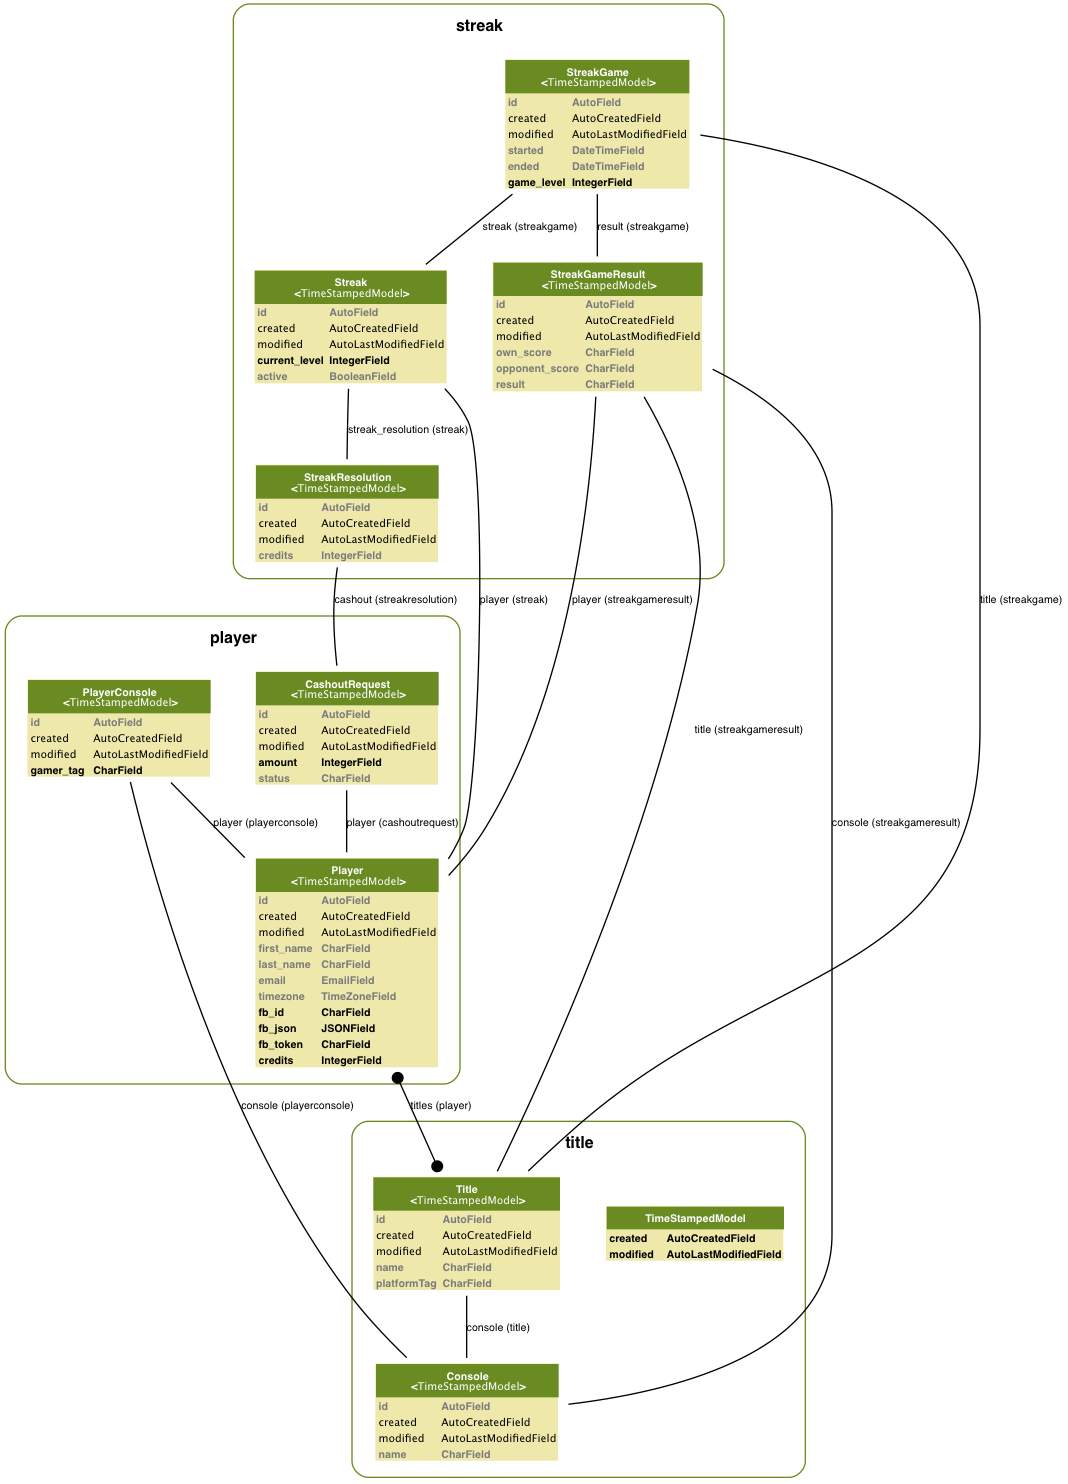 streak
StreakGame
<TimeStampedModel>
id AutoField
created AutoCreatedField
modified AutoLastModifiedField
started DateTimeField
ended DateTimeField
game_level IntegerField
streak (streakgame)
result (streakgame)
Streak
<TimeStampedModel>
id AutoField
created AutoCreatedField
modified AutoLastModifiedField
current_level IntegerField
active BooleanField
StreakGameResult
<TimeStampedModel>
id AutoField
created AutoCreatedField
modified AutoLastModifiedField
own_score CharField
opponent_score CharField
result CharField
streak_resolution (streak)
StreakResolution
<TimeStampedModel>
id AutoField
created AutoCreatedField
modified AutoLastModifiedField
credits IntegerField
cashout (streakresolution)
player (streak)
player (streakgameresult)
title (streakgame)
player
PlayerConsole
<TimeStampedModel>
id AutoField
created AutoCreatedField
modified AutoLastModifiedField
gamer_tag CharField
CashoutRequest
<TimeStampedModel>
id AutoField
created AutoCreatedField
modified AutoLastModifiedField
amount IntegerField
status CharField
title (streakgameresult)
player (playerconsole)
player (cashoutrequest)
console (streakgameresult)
Player
<TimeStampedModel>
id AutoField
created AutoCreatedField
modified AutoLastModifiedField
first_name CharField
last_name CharField
email EmailField
timezone TimeZoneField
fb_id CharField
fb_json JSONField
fb_token CharField
credits IntegerField
console (playerconsole)
titles (player)
title
Title
<TimeStampedModel>
id AutoField
created AutoCreatedField
modified AutoLastModifiedField
name CharField
platformTag CharField
TimeStampedModel
created AutoCreatedField
modified AutoLastModifiedField
console (title)
Console
<TimeStampedModel>
id AutoField
created AutoCreatedField
modified AutoLastModifiedField
name CharField